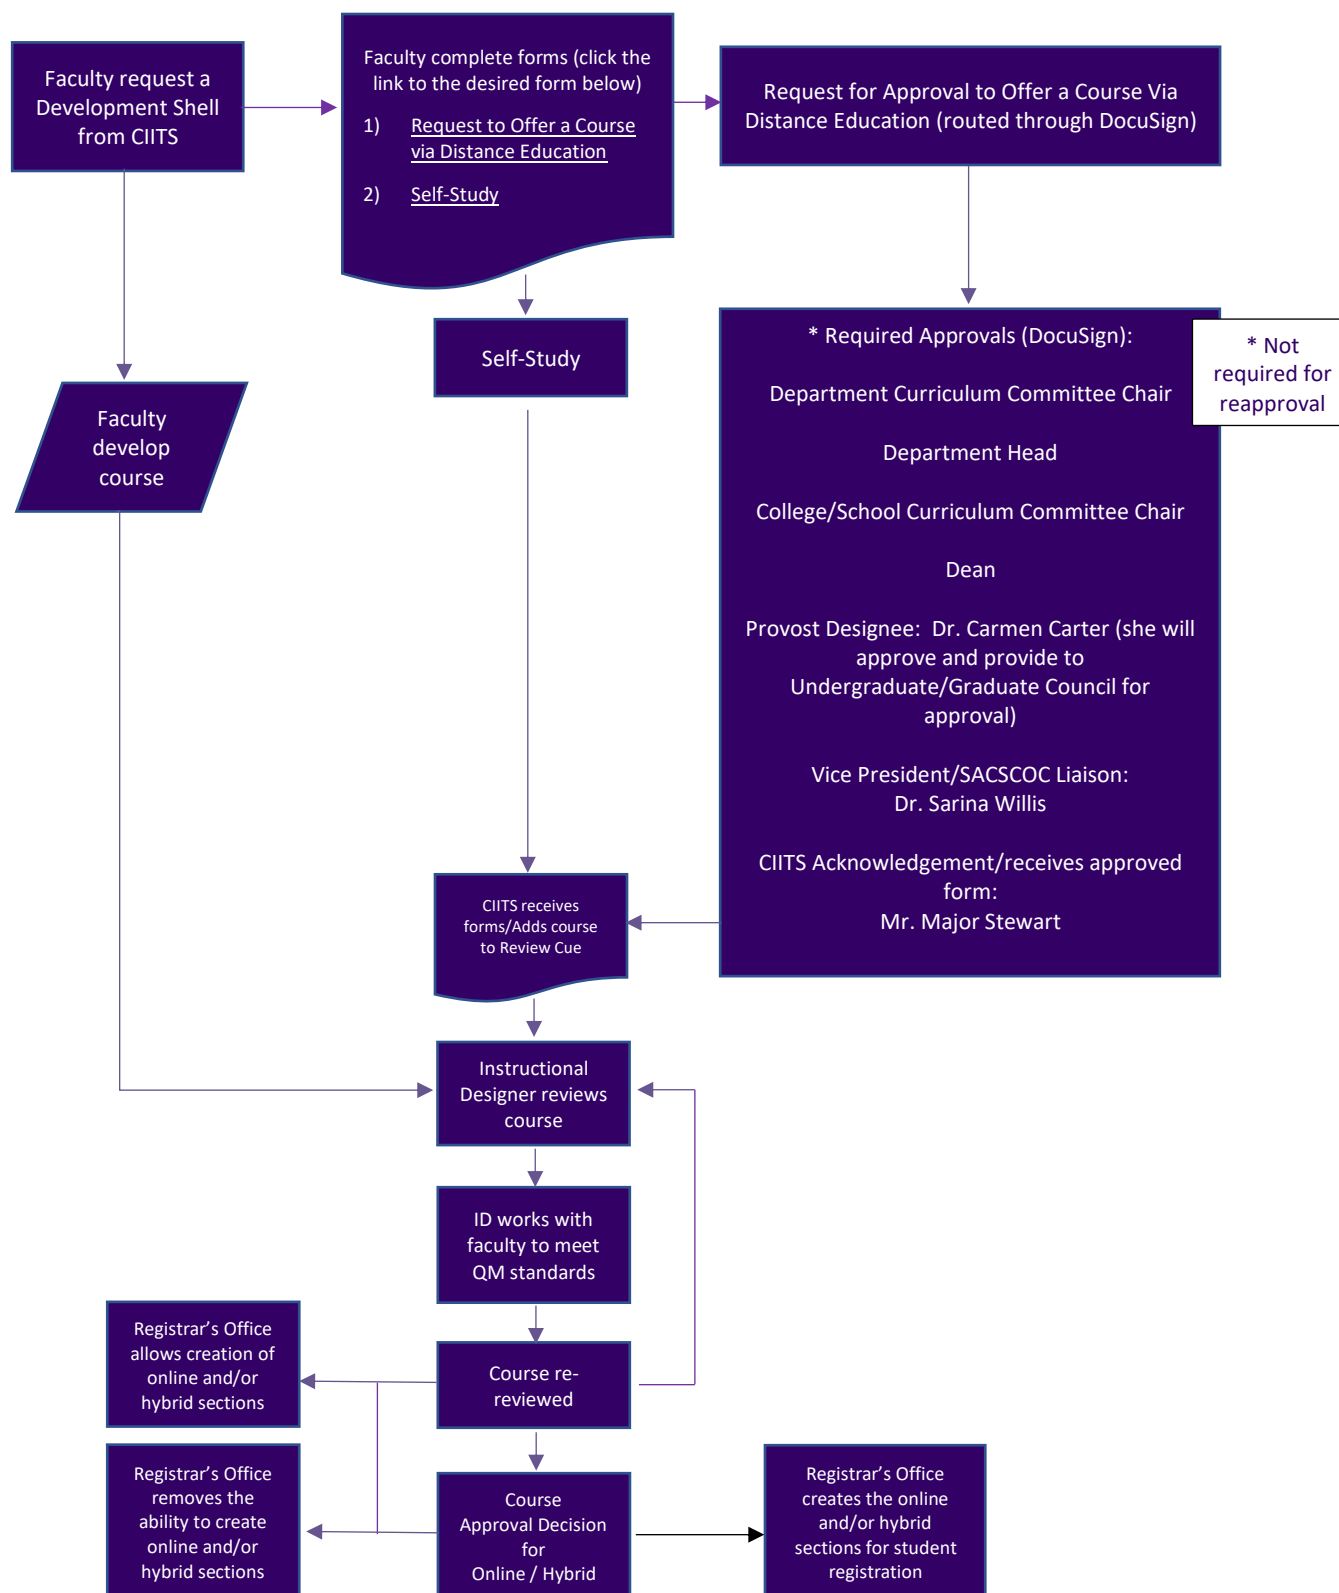 Faculty request a
Development Shell
from CIITS
Faculty complete forms (click the
link to the desired form below)
1) Request to Offer a Course
via Distance Education
2) Self-Study
Request for Approval to Offer a Course Via
Distance Education (routed through DocuSign)
Self-Study
* Required Approvals (DocuSign):
Department Curriculum Committee Chair
Department Head
College/School Curriculum Committee Chair
Dean
Provost Designee:  Dr. Carmen Carter (she will
approve and provide to
Undergraduate/Graduate Council for
approval)
Vice President/SACSCOC Liaison:
Dr. Sarina Willis
CIITS Acknowledgement/receives approved
form:
Mr. Major Stewart
* Not
required for
reapproval
Faculty
develop
course
CIITS receives
forms/Adds course
to Review Cue
Instructional
Designer reviews
course
ID works with
faculty to meet
QM standards
Registrar’s Office
allows creation of
online and/or
hybrid sections
Course re-
reviewed
Registrar’s Office
removes the
ability to create
online and/or
hybrid sections
Course
Approval Decision
for
Online / Hybrid
Registrar’s Office
creates the online
and/or hybrid
sections for student
registration